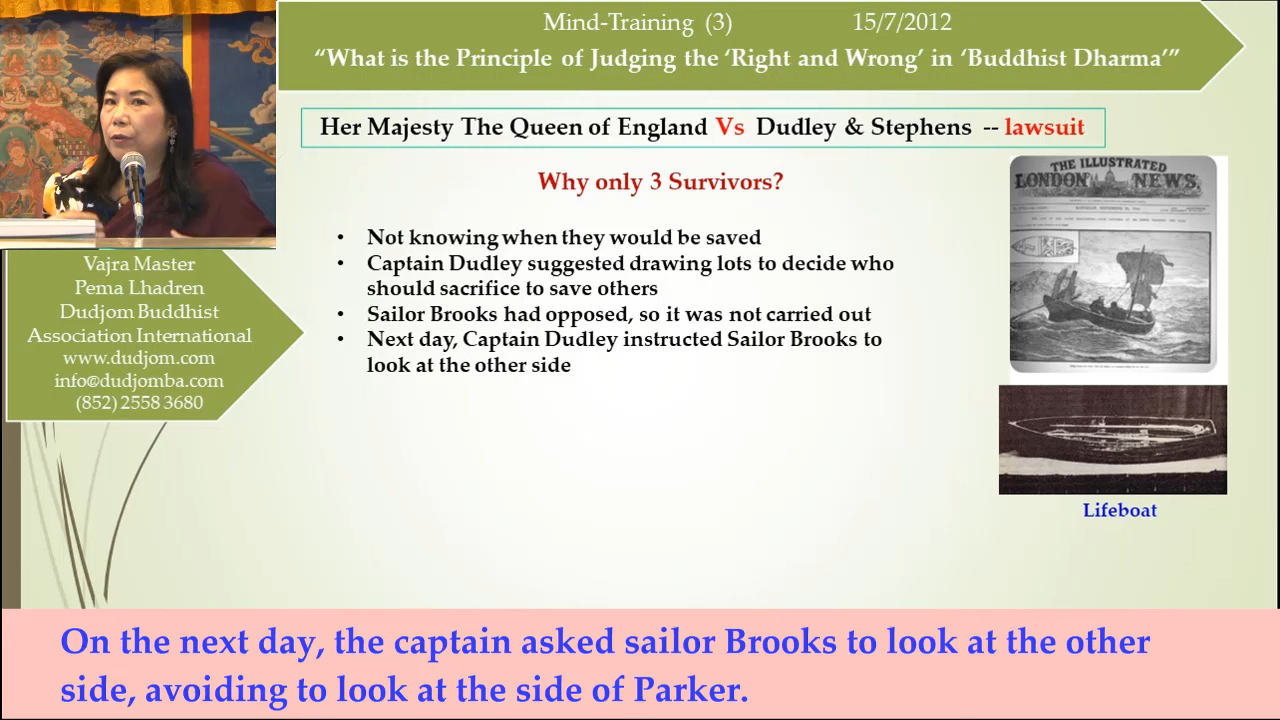 Mind-Training (3) 15/7/2012
“What is the Principle of Judging the ‘Right and Wrong’ in ‘Buddhist Dharma’”
Her Majesty The Queen of England Vs Dudley & Stephens -- lawsuit
Why only 3 Survivors?
• Not knowing when they would be saved
• Captain Dudley suggested drawing lots to decide who
should sacrifice to save others
• Sailor Brooks had opposed, so it was not carried out
• Next day, Captain Dudley instructed Sailor Brooks to
look at the other side
Vajra Master
Pema Lhadren
Dudjom Buddhist
Association International
www.dudjom.com
info@dudjomba.com
(852) 2558 3680
THE ILLUSTRATED
LONDON NEWS
Lifeboat
On the next day, the captain asked sailor Brooks to look at the other
side, avoiding to look at the side of Parker.